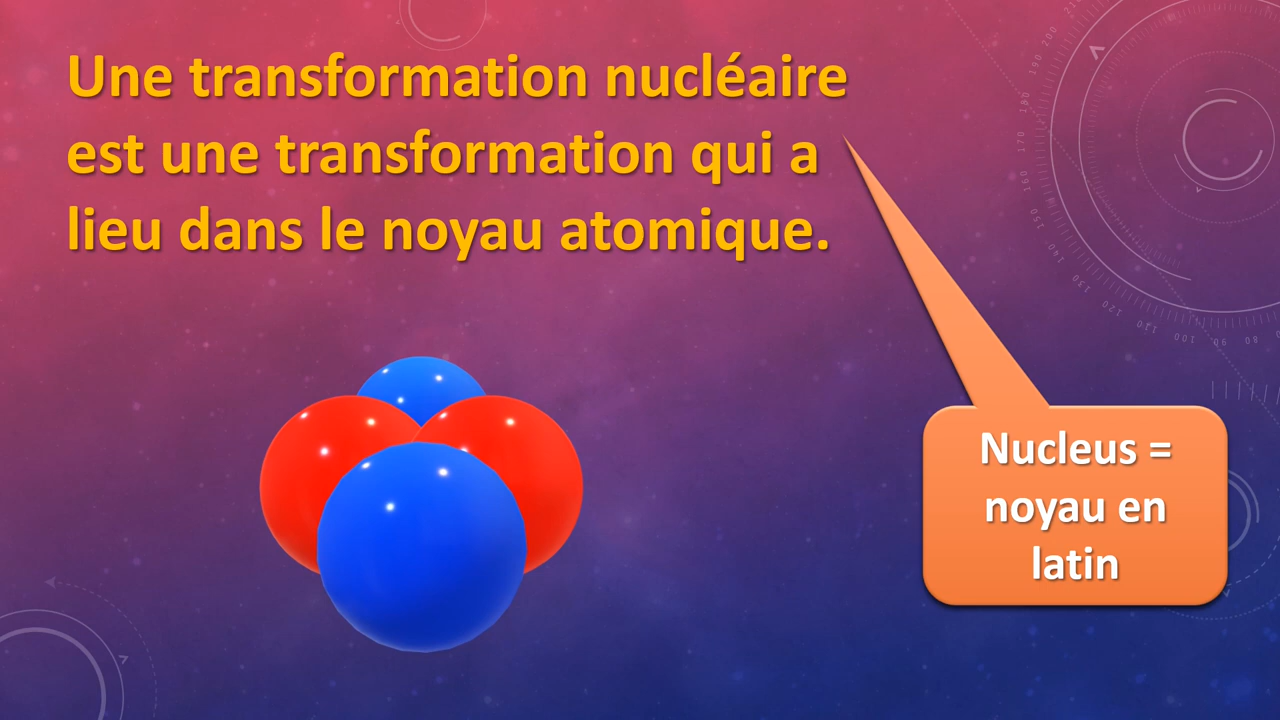 Une transformation nucléaire
est une transformation qui a
lieu dans le noyau atomique.
Nucleus =
noyau en
latin